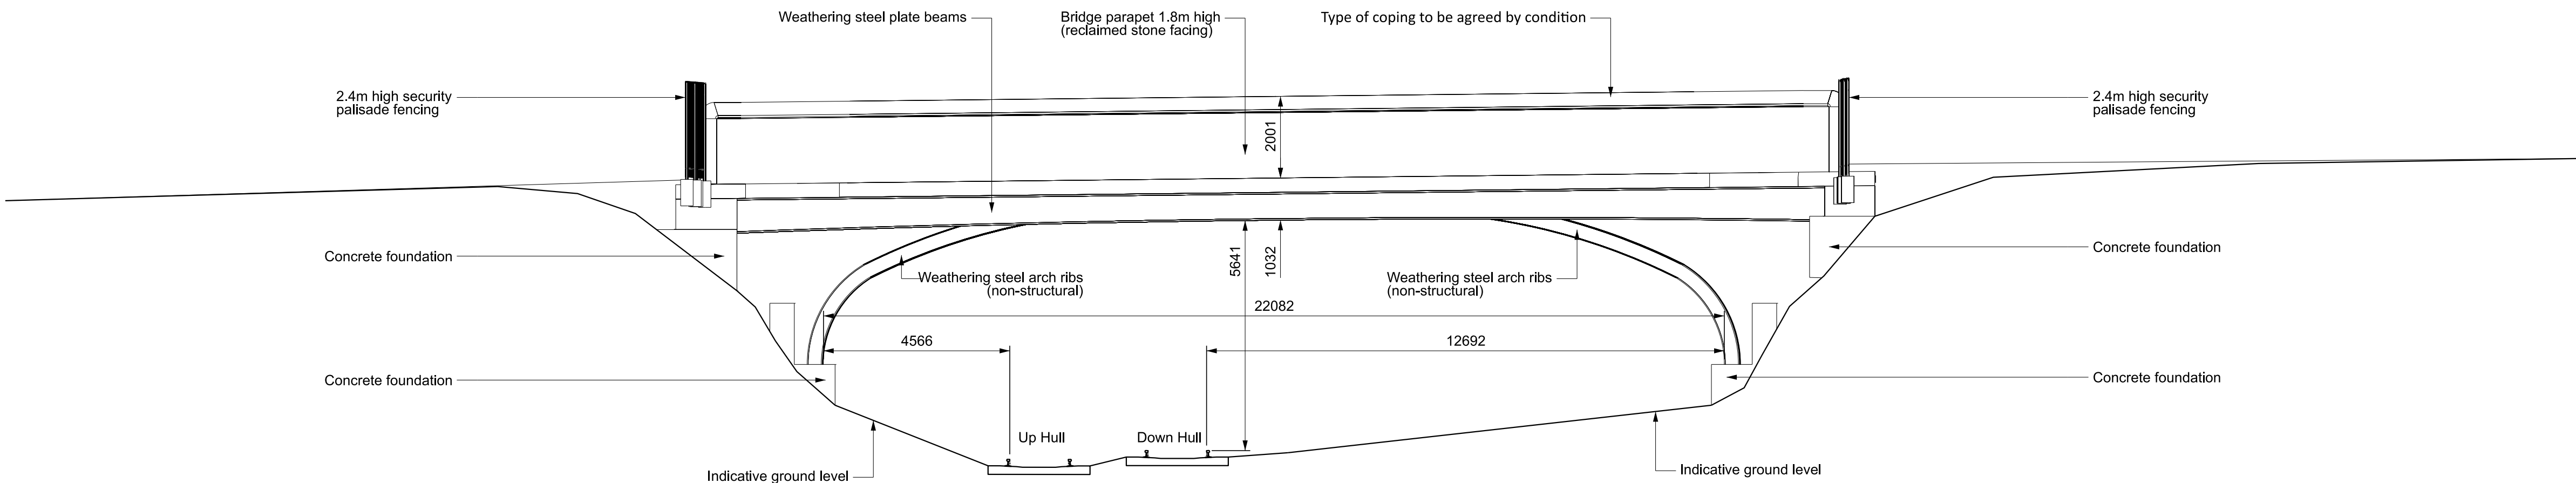 Weathering steel plate beams
Bridge parapet 1.8m high
(reclaimed stone facing)
Type of coping to be agreed by condition
2.4m high security
palisade fencing
2.4m high security
palisade fencing
2001
Concrete foundation
Concrete foundation
5641
1032
Weathering steel arch ribs
(non-structural)
Weathering steel arch ribs
(non-structural)
22082
4566
12692
Concrete foundation
Concrete foundation
Up Hull
Down Hull
Indicative ground level
Indicative ground level